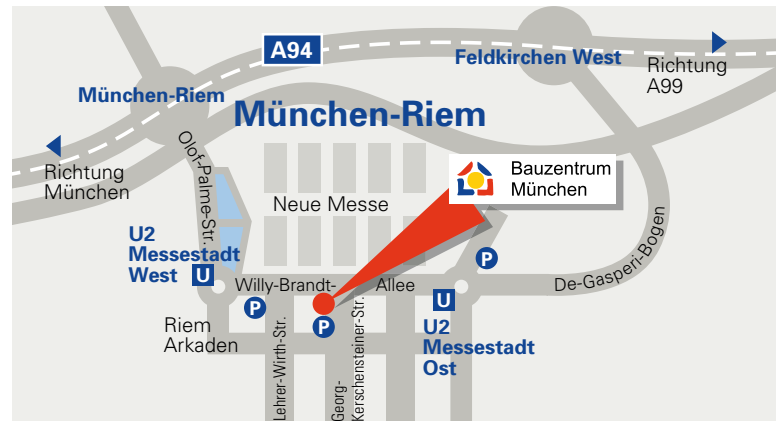 A94
Feldkirchen West
Richtung
A99
München-Riem
München-Riem
Richtung
München
Olof-Palme-Str.
Bauzentrum
München
Neue Messe
U2
Messestadt
West
U
P
De-Gasperi-Bogen
Willy-Brandt-
Allee
P
P
U
U2
Messestadt
Ost
Riem
Arkaden
Lehrer-Wirth-Str.
Georg-
Kerschensteiner-Str.